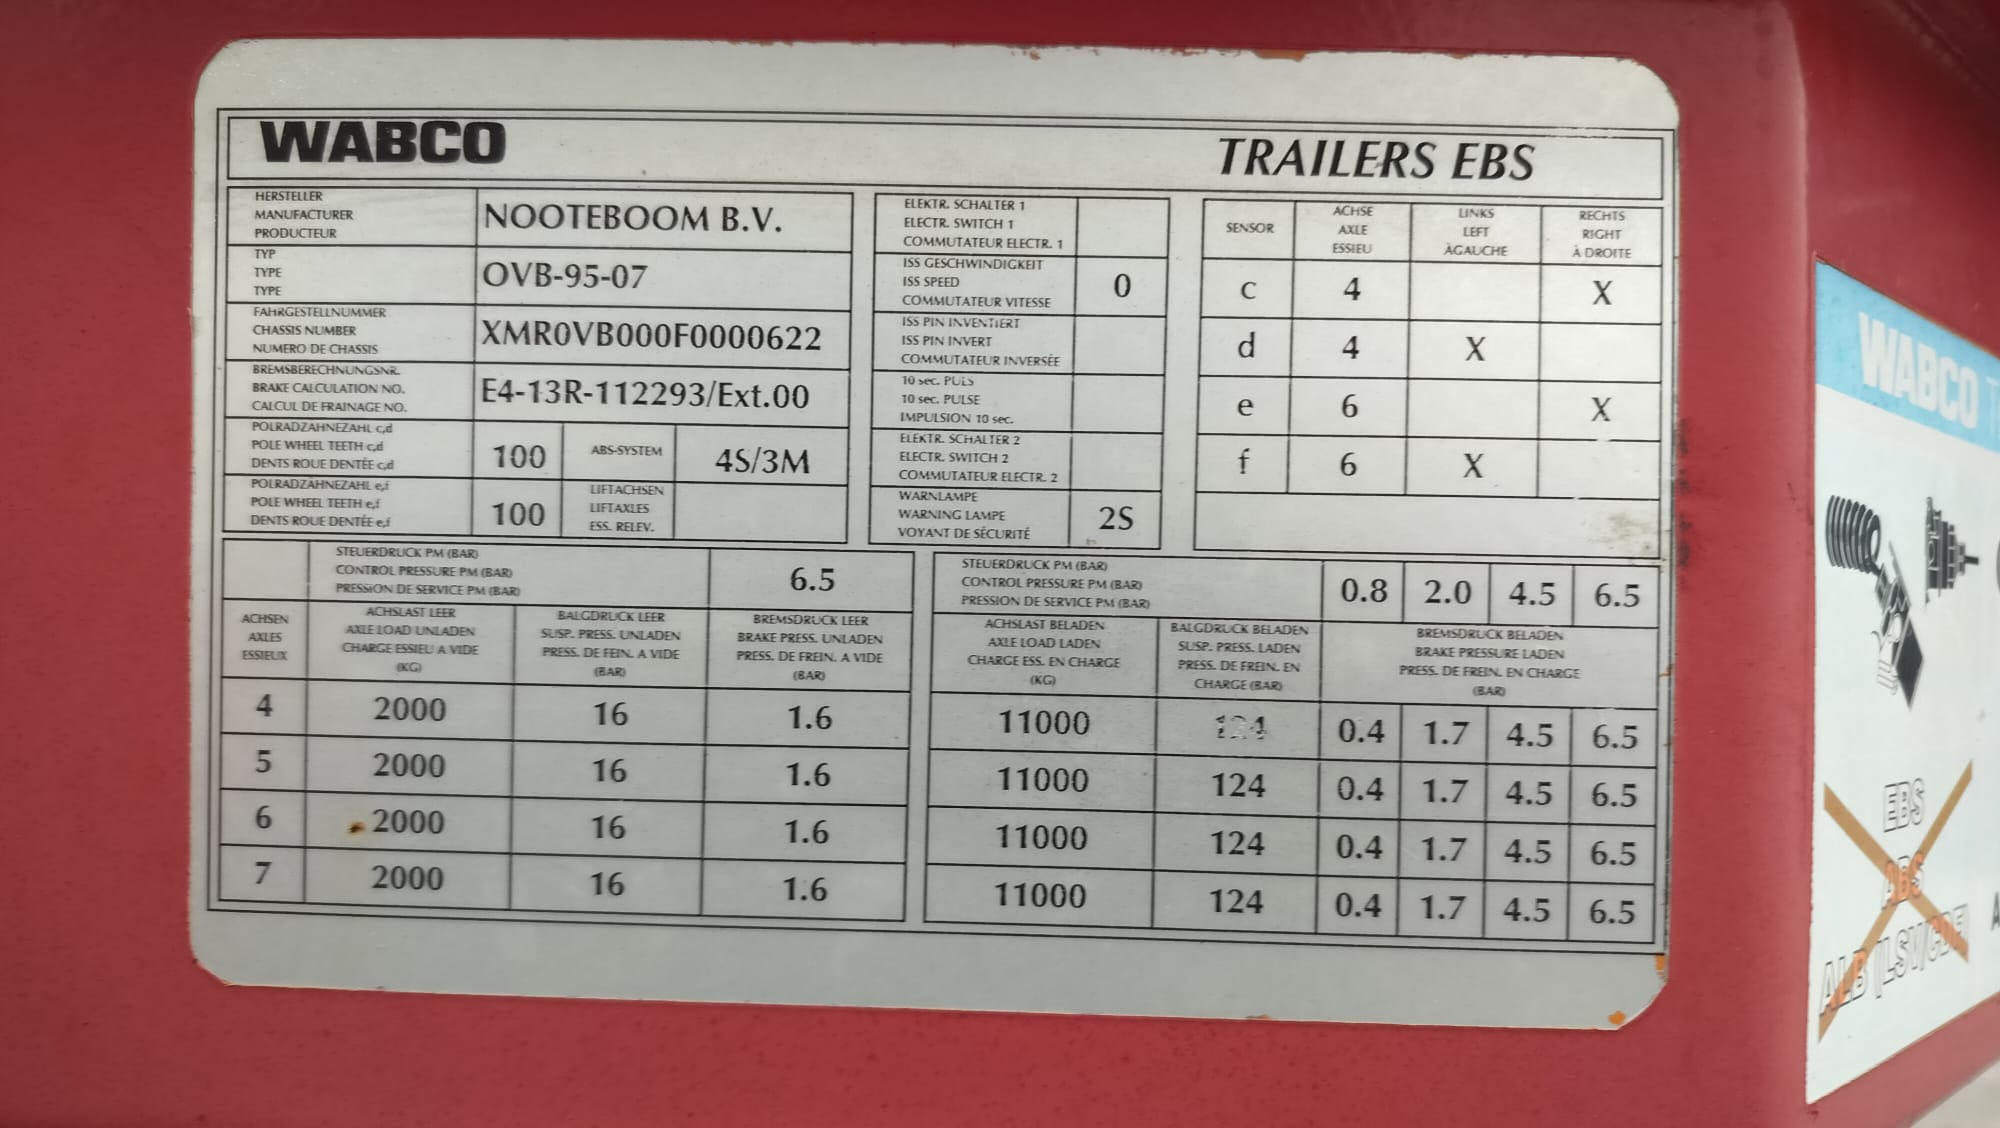 WABCO
TRAILERS EBS
HERSTELLER
MANUFACTURER
PRODUCTEUR
NOOTEBOOM B.V.
TYP
TYPE
TYPE
OVB-95-07
FAHRGESTELLNUMMER
CHASSIS NUMBER
NUMERO DE CHASSIS
XMR0VB000F0000622
BREMSBERECHNUNGSNR.
BRAKE CALCULATION NO.
CALCUL DE FRAINAGE NO.
E4-13R-112293/Ext.00
POLRADZAHNEZAHL c,d
POLE WHEEL TEETH c,d
DENTS ROUE DENTÉE c,d
100
ABS-SYSTEM
4S/3M
POLRADZÄHNEZAHL e,f
POLE WHEEL TEETH e,f
DENTS ROUE DENTÉE e,f
100
LIFTACHSEN
LIFTAXLES
ESS. RELEV.
ELEKTR. SCHALTER 1
ELECTR. SWITCH 1
COMMUTATEUR ELECTR. 1
ISS GESCHWINDIGKEIT
ISS SPEED
COMMUTATEUR VITESSE
0
ISS PIN INVENTIERT
ISS PIN INVERT
COMMUTATEUR INVERSÉE
10 sec. PULS
10 sec. PULSE
IMPULSION 10 sec.
ELEKTR. SCHALTER 2
ELECTR. SWITCH 2
COMMUTATEUR ELECTR. 2
WARNLAMPE
WARNING LAMPE
VOYANT DE SÉCURITÉ
2S
SENSOR
ACHSE
AXLE
ESSIEU
LINKS
LEFT
ÀGAUCHE
RECHTS
RIGHT
À DROITE
c 4 X
d 4 X
e 6 X
f 6 X
STEUERDRUCK PM (BAR)
CONTROL PRESSURE PM (BAR)
PRESSION DE SERVICE PM (BAR)
6.5
ACHSEN
AXLES
ESSIEUX
ACHSLAST LEER
AXLE LOAD UNLADEN
CHARGE ESSIEU A VIDE
(KG)
BALGDRUCK LEER
SUSP. PRESS. UNLADEN
PRESS. DE FEIN. A VIDE
(BAR)
BREMSDRUCK LEER
BRAKE PRESS. UNLADEN
PRESS. DE FREIN. A VIDE
(BAR)
4 2000 16 1.6
5 2000 16 1.6
6 2000 16 1.6
7 2000 16 1.6
STEUERDRUCK PM (BAR)
CONTROL PRESSURE PM (BAR)
PRESSION DE SERVICE PM (BAR)
0.8 2.0 4.5 6.5
ACHSLAST BELADEN
AXLE LOAD LADEN
CHARGE ESS. EN CHARGE
(KG)
BALGDRUCK BELADEN
SUSP. PRESS. LADEN
PRESS. DE FREIN. EN
CHARGE (BAR)
BREMSDRUCK BELADEN
BRAKE PRESSURE LADEN
PRESS. DE FREIN. EN CHARGE
(BAR)
11000 124 0.4 1.7 4.5 6.5
11000 124 0.4 1.7 4.5 6.5
11000 124 0.4 1.7 4.5 6.5
11000 124 0.4 1.7 4.5 6.5
WABCO
EBS
ABS
ALB